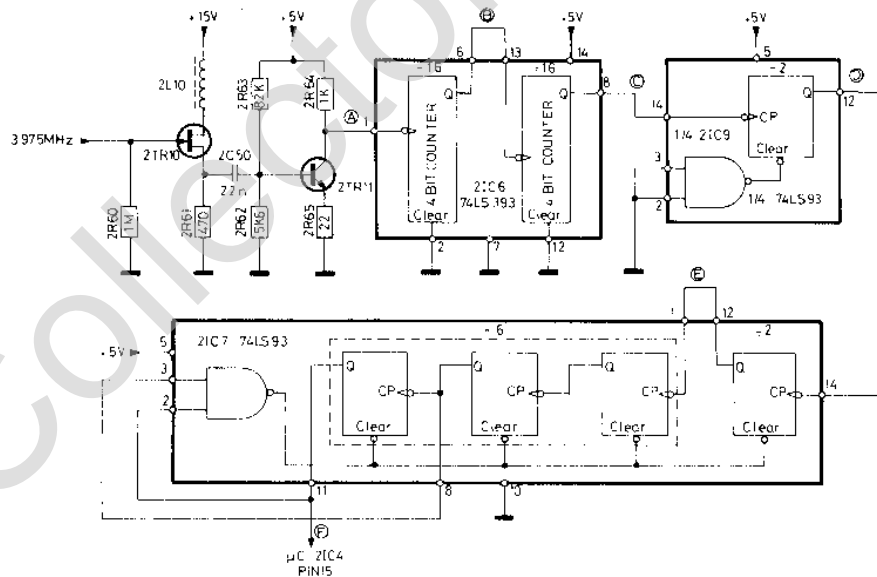 +15V
+5V
B
+5V
+5V
2L10
2R63
82K
2R64
1K
6
13
14
÷16
÷16
8
C
5
÷2
D
3.975MHz
2TR10
2C50
22n
A
1
Q
4 BIT COUNTER
Q
4 BIT COUNTER
14
1/4 2IC9
CP
Q
12
Clear
2TR11
2IC6
74LS393
3
2
1/4 74LS93
2R60
1M
2R61
470
2R62
5K6
2R65
22
Clear
Clear
2
7
12
E
1
12
+5V
5
2IC7 74LS93
÷6
÷2
3
2
Q
CP
Clear
Q
CP
Clear
Q
CP
Clear
Q
CP
Clear
14
11
8
10
F
µC 2IC4
PIN15
Collector